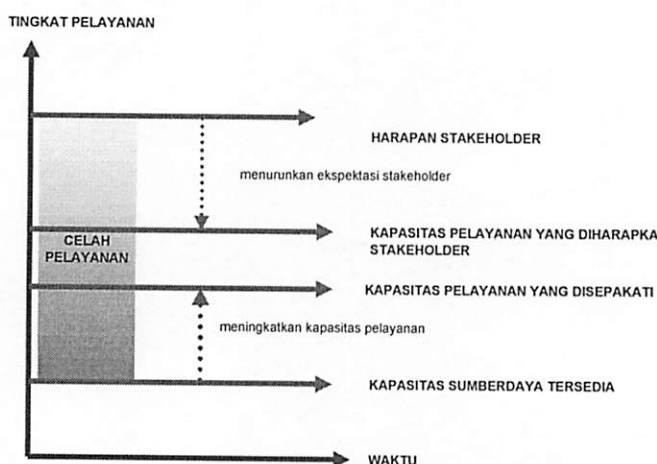 TINGKAT PELAYANAN
HARAPAN STAKEHOLDER
menurunkan ekspektasi stakeholder
KAPASITAS PELAYANAN YANG DIHARAPKA
STAKEHOLDER
CELAH
PELAYANAN
KAPASITAS PELAYANAN YANG DISEPAKATI
meningkatkan kapasitas pelayanan
KAPASITAS SUMBERDAYA TERSEDIA
WAKTU